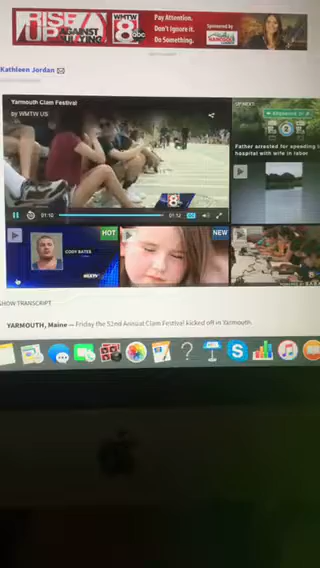 RISE
UP AGAINST
BULLYING
WMTW
8 abc
Pay Attention.
Don't Ignore it.
Do Something.
Sponsored by
Kathleen Jordan
Yarmouth Clam Festival
by WMTW US
UP NEXT
Father arrested for speeding to
hospital with wife in labor
8
01:10
01:12
HOT
CODY BATES
NEW
SHOW TRANSCRIPT
YARMOUTH, Maine — Friday the 52nd Annual Clam Festival kicked off in Yarmouth.